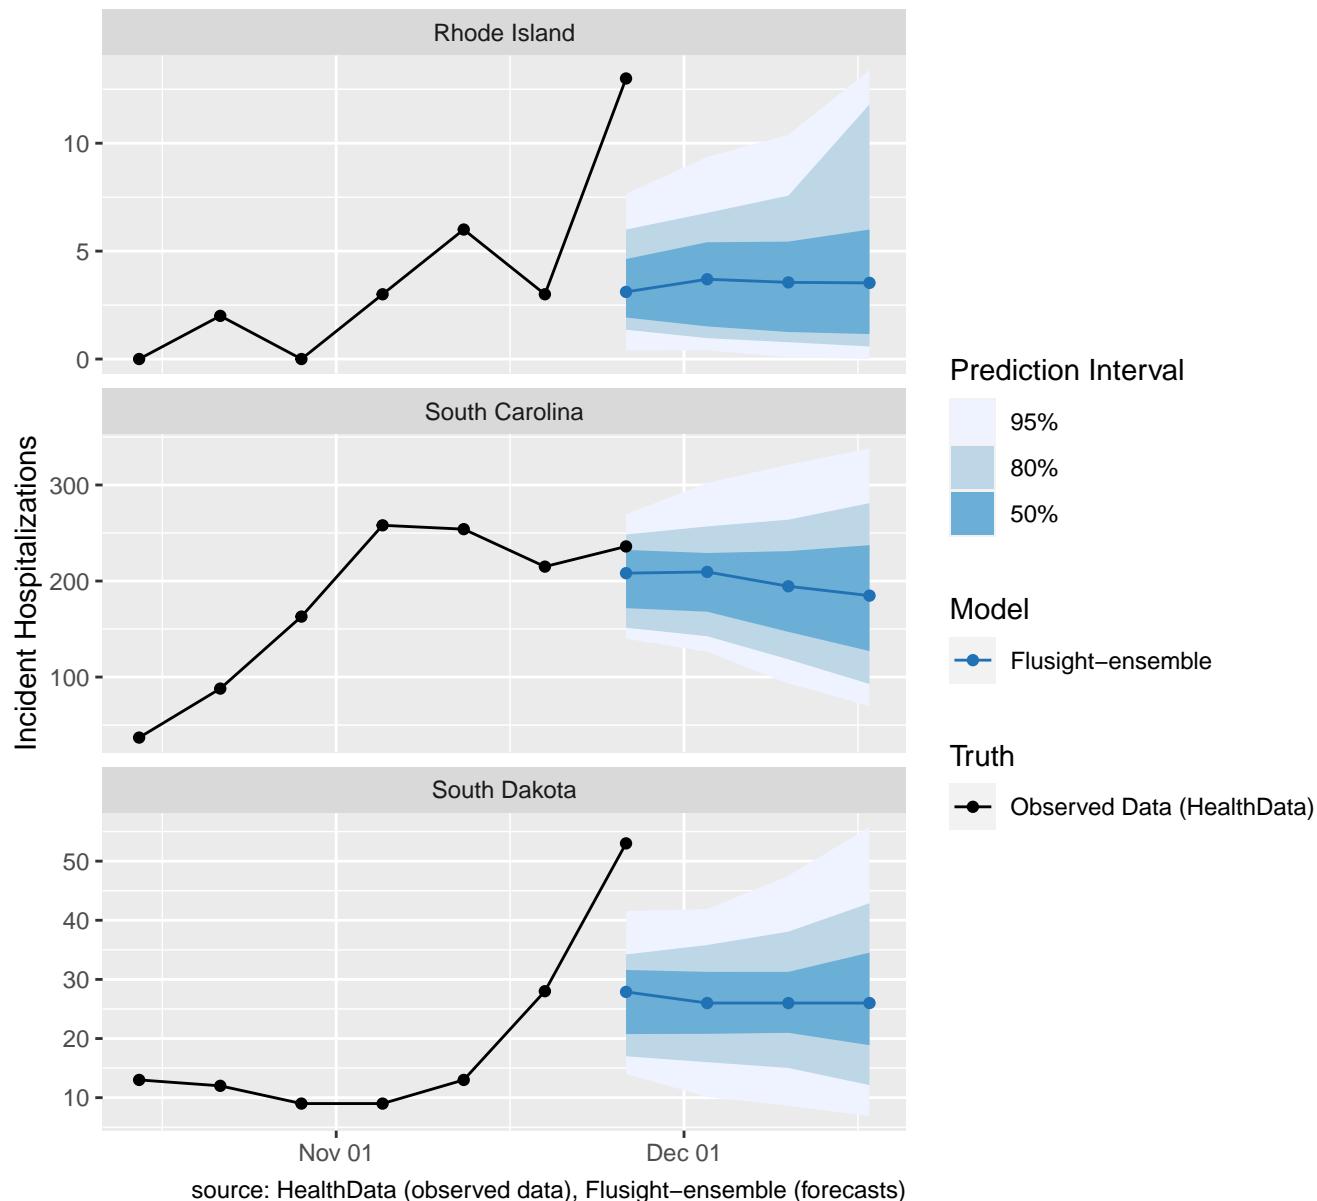 Rhode Island
10
5
0
South Carolina
300
200
100
South Dakota
50
40
30
20
10
Nov 01
Dec 01
Incident Hospitalizations
source: HealthData (observed data), Flusight−ensemble (forecasts)
Prediction Interval
95%
80%
50%
Model
Flusight−ensemble
Truth
Observed Data (HealthData)